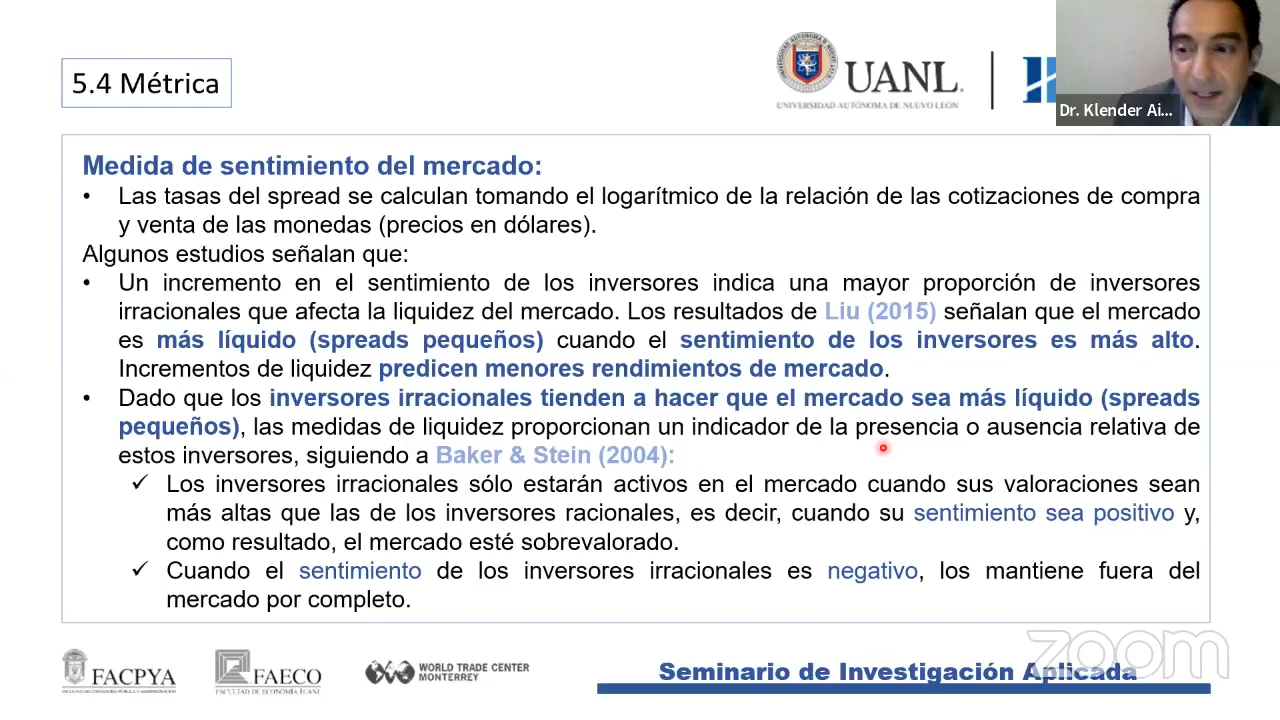 5.4 Métrica
UANL.
UNIVERSIDAD AUTÓNOMA DE NUEVO LEÓN
Dr. Klender Ai...
Medida de sentimiento del mercado:
• Las tasas del spread se calculan tomando el logarítmico de la relación de las cotizaciones de compra
y venta de las monedas (precios en dólares).
Algunos estudios señalan que:
• Un incremento en el sentimiento de los inversores indica una mayor proporción de inversores
irracionales que afecta la liquidez del mercado. Los resultados de Liu (2015) señalan que el mercado
es más líquido (spreads pequeños) cuando el sentimiento de los inversores es más alto.
Incrementos de liquidez predicen menores rendimientos de mercado.
• Dado que los inversores irracionales tienden a hacer que el mercado sea más líquido (spreads
pequeños), las medidas de liquidez proporcionan un indicador de la presencia o ausencia relativa de
estos inversores, siguiendo a Baker & Stein (2004):
✓ Los inversores irracionales sólo estarán activos en el mercado cuando sus valoraciones sean
más altas que las de los inversores racionales, es decir, cuando su sentimiento sea positivo y,
como resultado, el mercado esté sobrevalorado.
✓ Cuando el sentimiento de los inversores irracionales es negativo, los mantiene fuera del
mercado por completo.
FACPYA
FAECO
FACULTAD DE ECONOMÍA UANL
WORLD TRADE CENTER
MONTERREY
Seminario de Investigación Aplicada
zoom